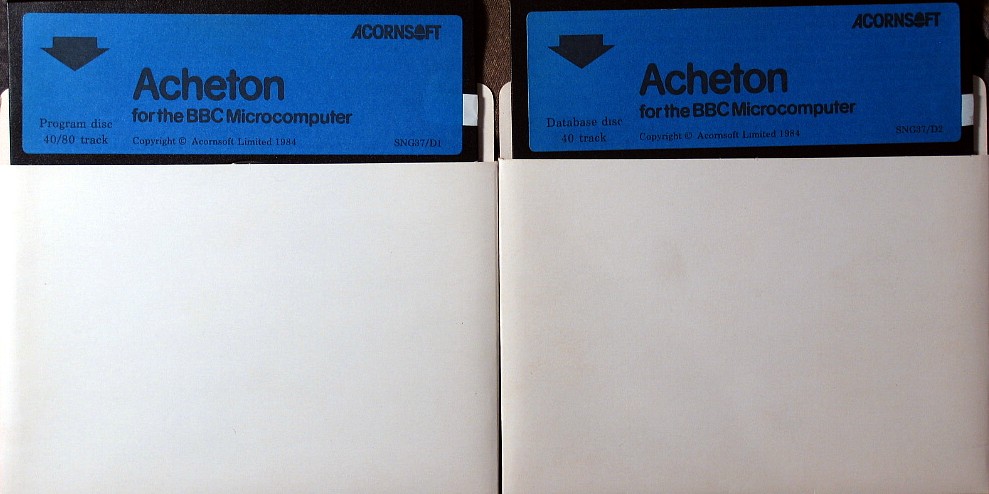 ACORNSOFT
Acheton
for the BBC Microcomputer
Program disc
40/80 track
Copyright © Acornsoft Limited 1984
SNG37/D1
ACORNSOFT
Acheton
for the BBC Microcomputer
Database disc
40 track
Copyright © Acornsoft Limited 1984
SNG37/D2